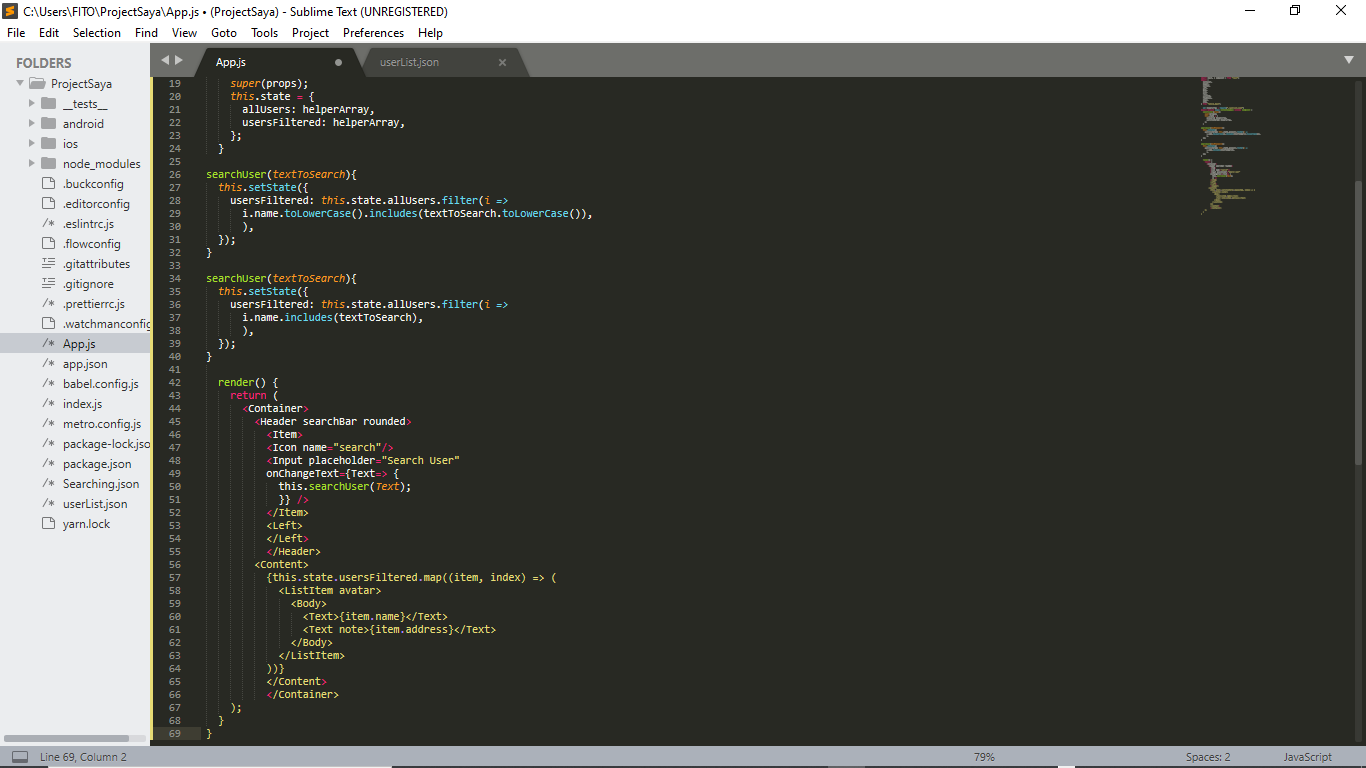 C:\Users\FITO\ProjectSaya\App.js • (ProjectSaya) - Sublime Text (UNREGISTERED)
File Edit Selection Find View Goto Tools Project Preferences Help
FOLDERS
ProjectSaya
__tests__
android
ios
node_modules
.buckconfig
.editorconfig
/* .eslintrc.js
.flowconfig
.gitattributes
.gitignore
/* .prettierrc.js
.watchmanconfig
/* App.js
/* app.json
/* babel.config.js
/* index.js
/* metro.config.js
/* package-lock.jso
/* package.json
/* Searching.json
/* userList.json
yarn.lock
App.js userList.json
19 super(props);
20 this.state = {
21 allUsers: helperArray,
22 usersFiltered: helperArray,
23 };
24 }
25
26 searchUser(textToSearch){
27 this.setState({
28 usersFiltered: this.state.allUsers.filter(i =>
29 i.name.toLowerCase().includes(textToSearch.toLowerCase()),
30 ),
31 });
32 }
33
34 searchUser(textToSearch){
35 this.setState({
36 usersFiltered: this.state.allUsers.filter(i =>
37 i.name.includes(textToSearch),
38 ),
39 });
40 }
41
42 render() {
43 return (
44 <Container>
45 <Header searchBar rounded>
46 <Item>
47 <Icon name="search"/>
48 <Input placeholder="Search User"
49 onChangeText={Text=> {
50 this.searchUser(Text);
51 }} />
52 </Item>
53 <Left>
54 </Left>
55 </Header>
56 <Content>
57 {this.state.usersFiltered.map((item, index) => (
58 <ListItem avatar>
59 <Body>
60 <Text>{item.name}</Text>
61 <Text note>{item.address}</Text>
62 </Body>
63 </ListItem>
64 ))}
65 </Content>
66 </Container>
67 );
68 }
69 }
Line 69, Column 2 79% Spaces: 2 JavaScript